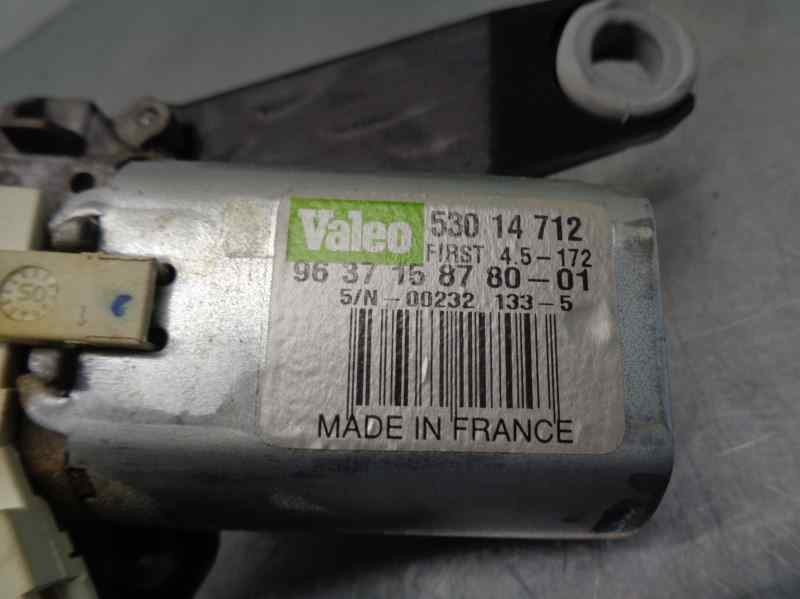 Valeo 530 14 712
FIRST 4.5-172
96 37 15 87 80-01
S/N-00232 133-5
MADE IN FRANCE
05